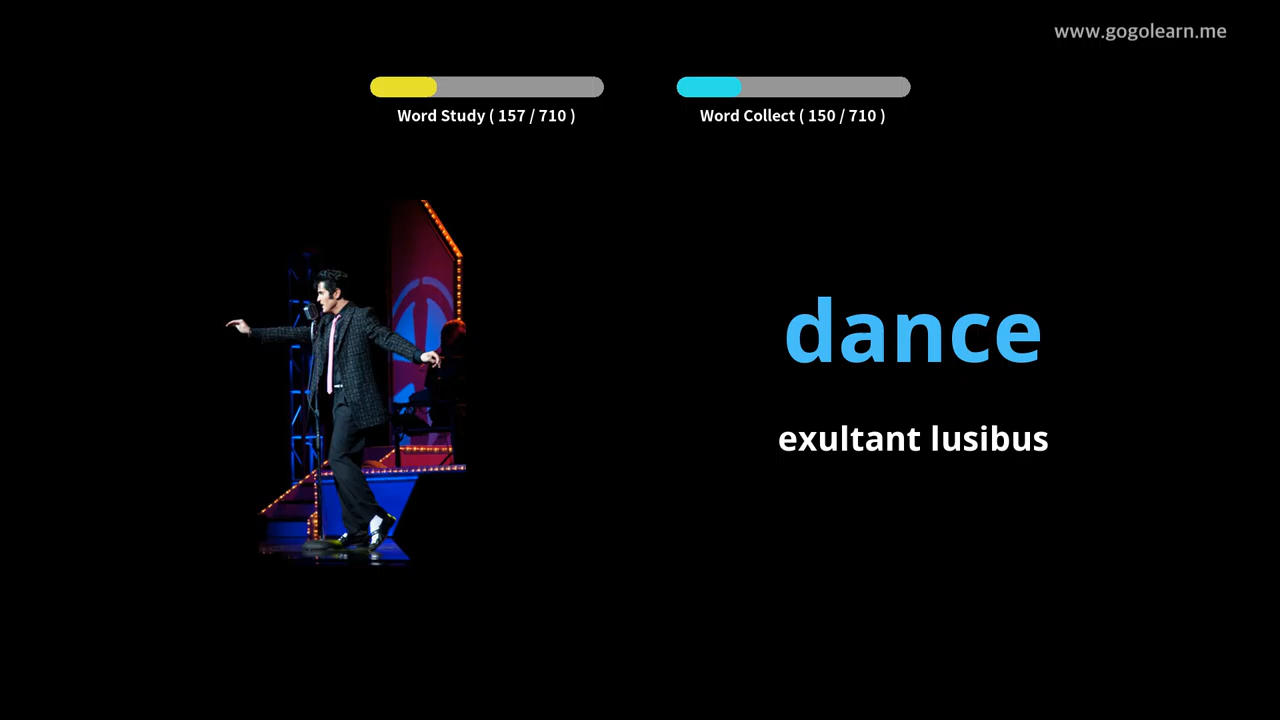 www.gogolearn.me
Word Study ( 157 / 710 )
Word Collect ( 150 / 710 )
dance
exultant lusibus